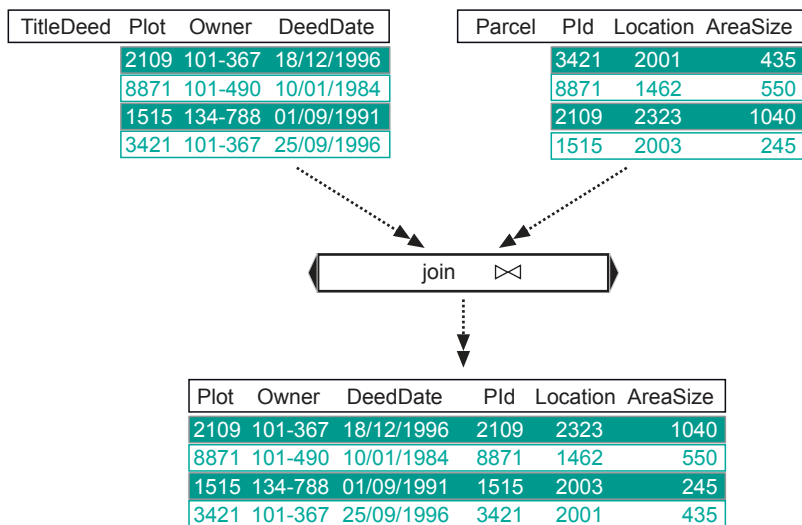 TitleDeed Plot Owner DeedDate
2109 101-367 18/12/1996
8871 101-490 10/01/1984
1515 134-788 01/09/1991
3421 101-367 25/09/1996
Parcel PId Location AreaSize
3421 2001 435
8871 1462 550
2109 2323 1040
1515 2003 245
join ⋈
Plot Owner DeedDate PId Location AreaSize
2109 101-367 18/12/1996 2109 2323 1040
8871 101-490 10/01/1984 8871 1462 550
1515 134-788 01/09/1991 1515 2003 245
3421 101-367 25/09/1996 3421 2001 435